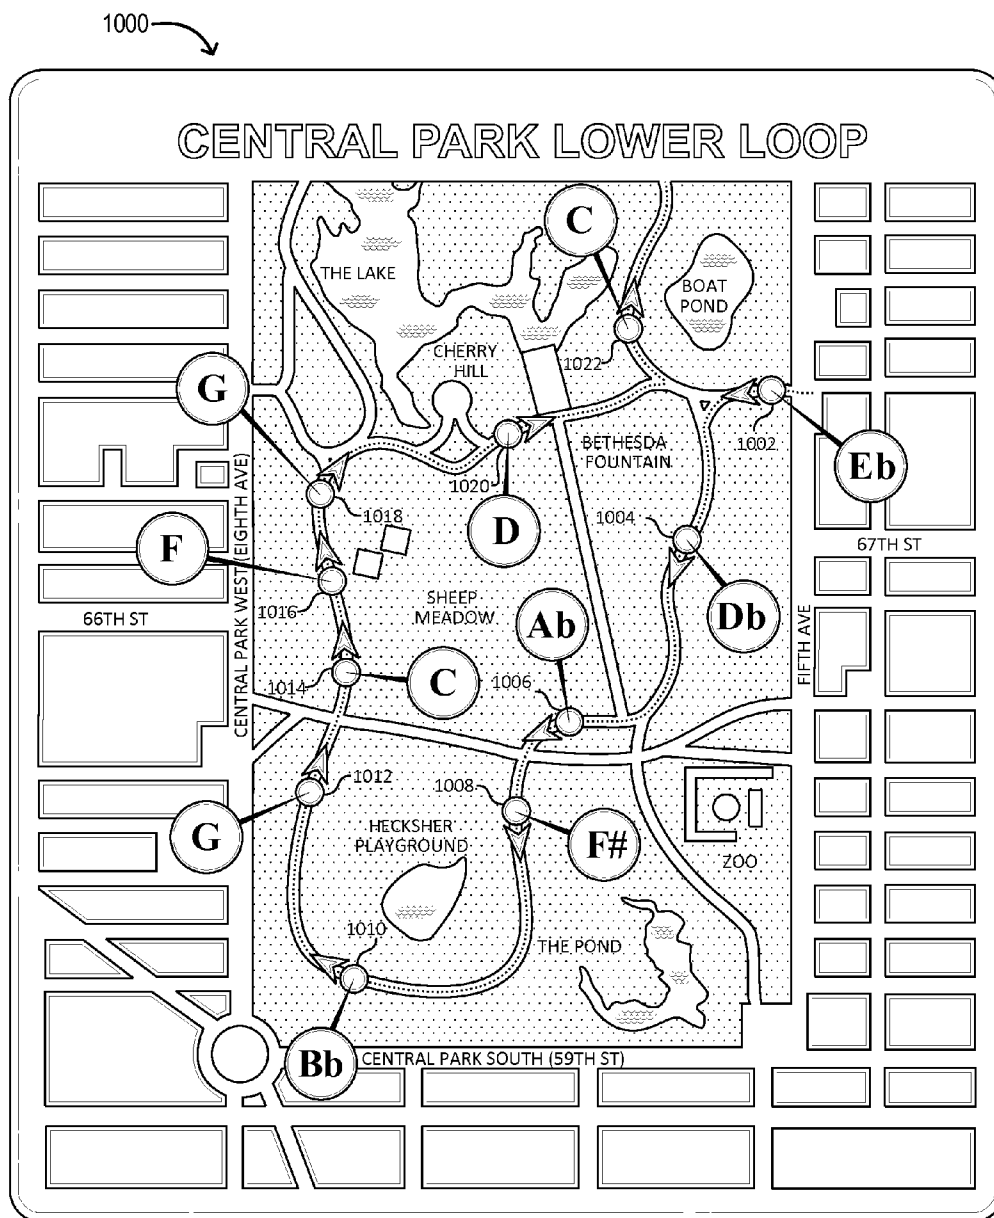 1000
CENTRAL PARK LOWER LOOP
C
THE LAKE
BOAT
POND
1022
CHERRY
HILL
G
1002
Eb
BETHESDA
FOUNTAIN
1020
D
1018
1004
67TH ST
F
CENTRAL PARK WEST (EIGHTH AVE)
1016
66TH ST
SHEEP
MEADOW
Ab
Db
FIFTH AVE
1014
C
1006
1012
1008
G
HECKSHER
PLAYGROUND
F#
ZOO
1010
THE POND
Bb
CENTRAL PARK SOUTH (59TH ST)